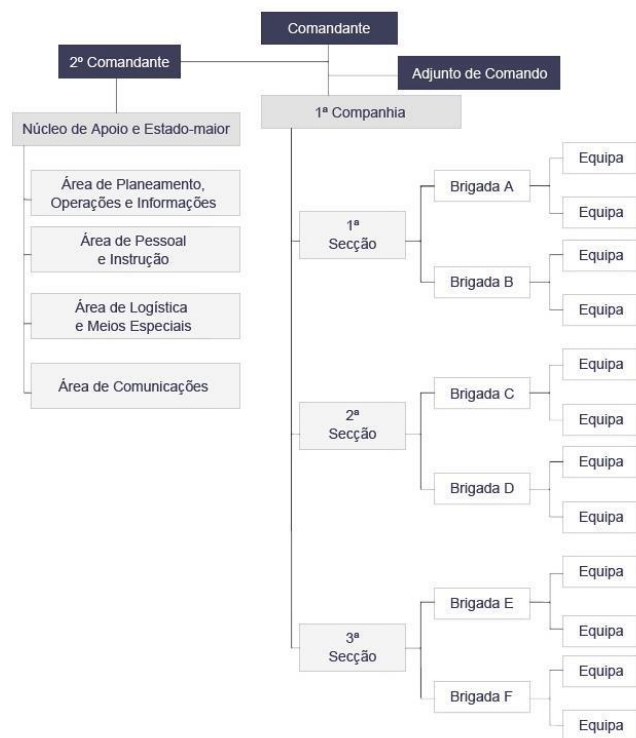 Comandante
2º Comandante
Adjunto de Comando
Núcleo de Apoio e Estado-maior
1ª Companhia
Área de Planeamento,
Operações e Informações
Área de Pessoal
e Instrução
Área de Logística
e Meios Especiais
Área de Comunicações
1ª
Secção
Brigada A
Equipa
Equipa
Brigada B
Equipa
Equipa
2ª
Secção
Brigada C
Equipa
Equipa
Brigada D
Equipa
Equipa
3ª
Secção
Brigada E
Equipa
Equipa
Brigada F
Equipa
Equipa